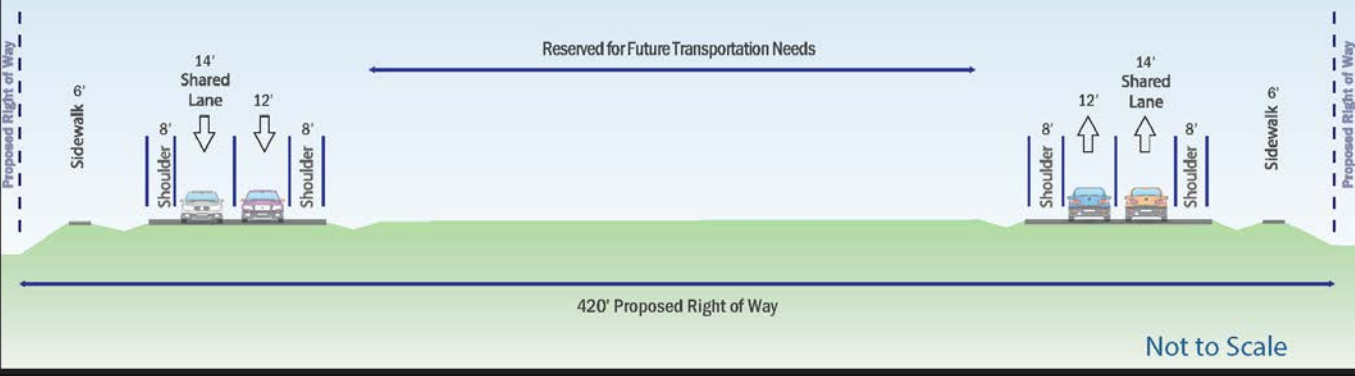 Proposed Right of Way
6'
Sidewalk
8'
Shoulder
14'
Shared
Lane
12'
8'
Shoulder
Reserved for Future Transportation Needs
8'
Shoulder
12'
14'
Shared
Lane
8'
Shoulder
6'
Sidewalk
Proposed Right of Way
420' Proposed Right of Way
Not to Scale